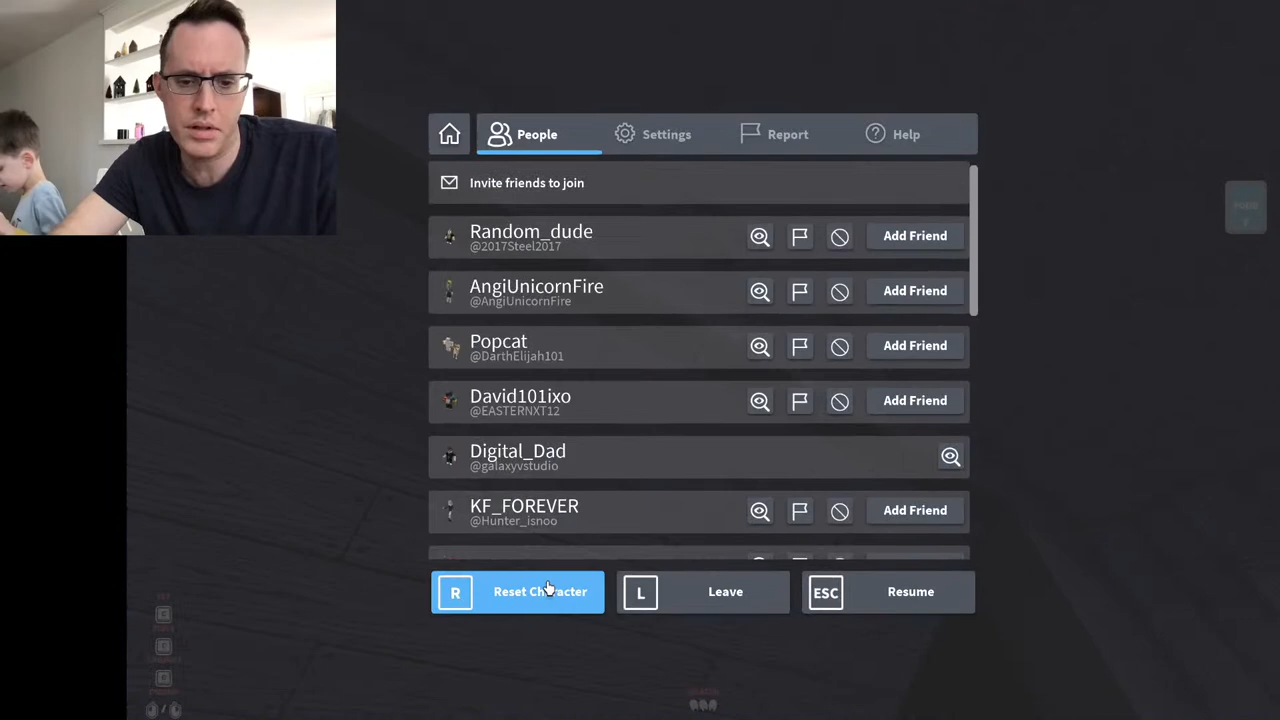 People
Settings
Report
Help
Invite friends to join
Random_dude
@2017Steel2017
Add Friend
AngiUnicornFire
@AngiUnicornFire
Add Friend
Popcat
@DarthElijah101
Add Friend
David101ixo
@EASTERNXT12
Add Friend
Digital_Dad
@galaxyvstudio
KF_FOREVER
@Hunter_isnoo
Add Friend
R Reset Character
L Leave
ESC Resume